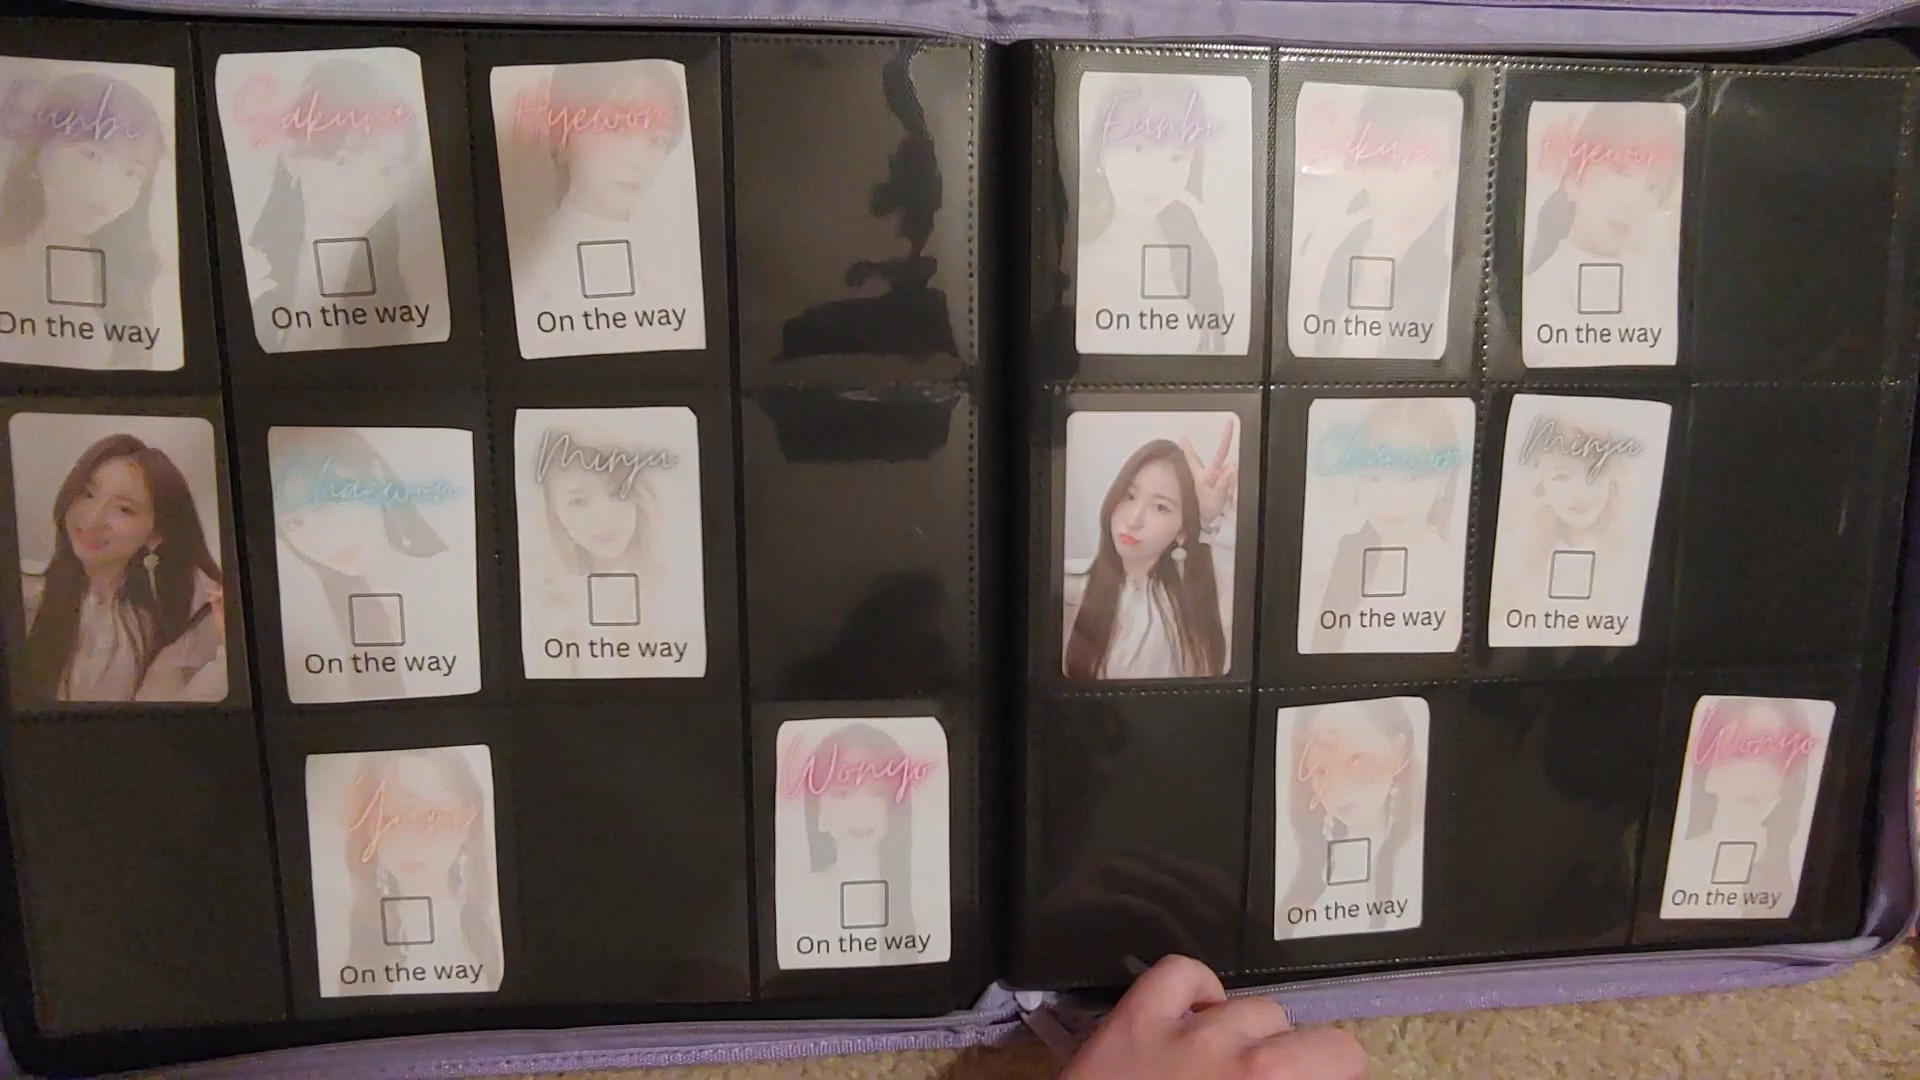 Eunbi
On the way
Sakura
On the way
Hyewon
On the way
Chaewon
On the way
Minju
On the way
Yujin
On the way
Wonyo
On the way
Eunbi
On the way
Sakura
On the way
Hyewon
On the way
Chaewon
On the way
Minju
On the way
On the way
Wonyo
On the way